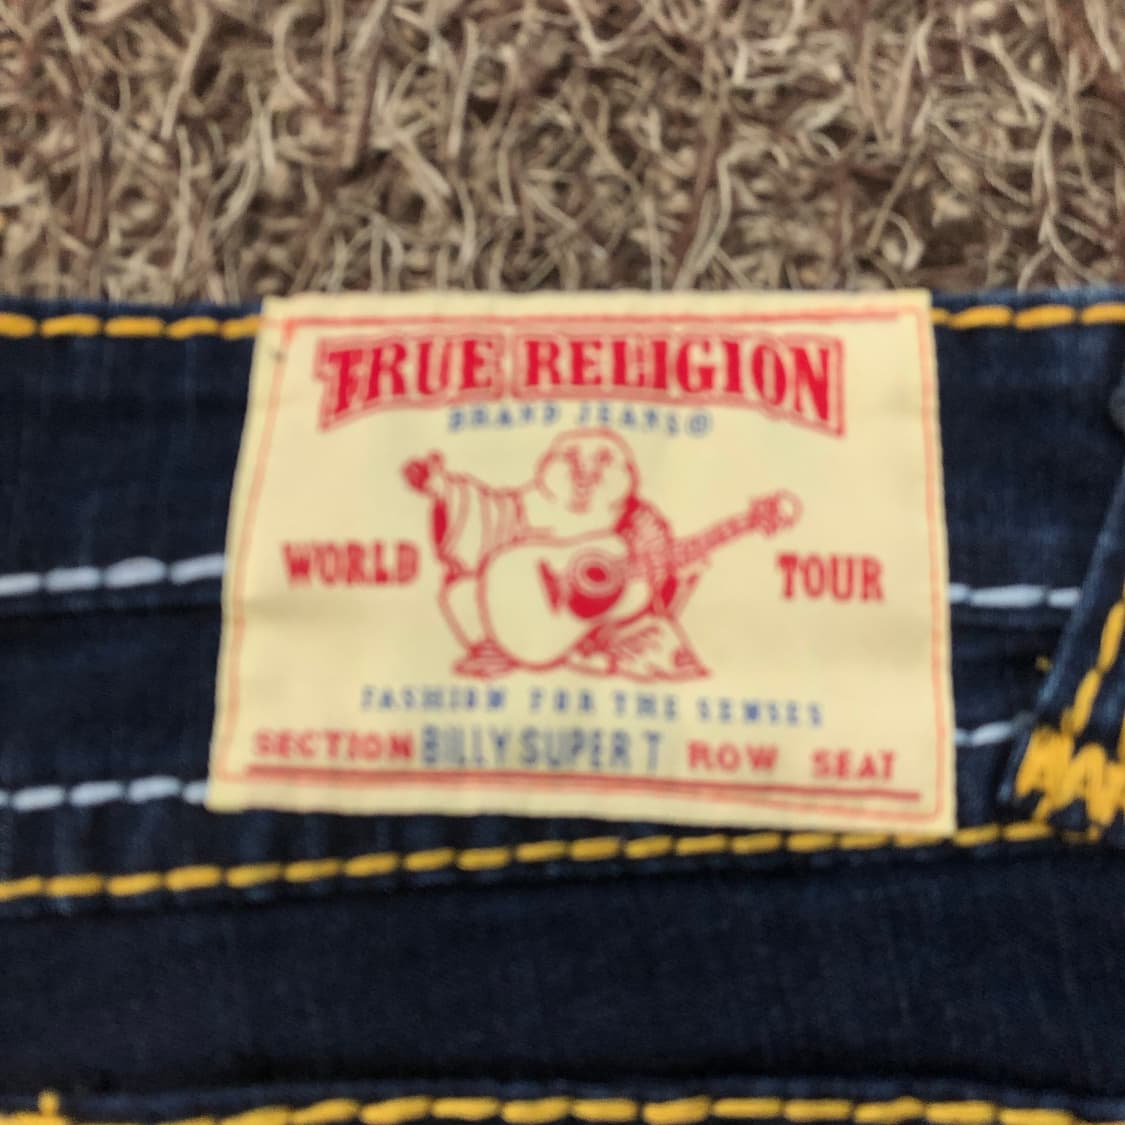 TRUE RELIGION
BRAND JEANS®
WORLD TOUR
FASHION FOR THE SENSES
SECTION BILLY SUPER T ROW SEAT